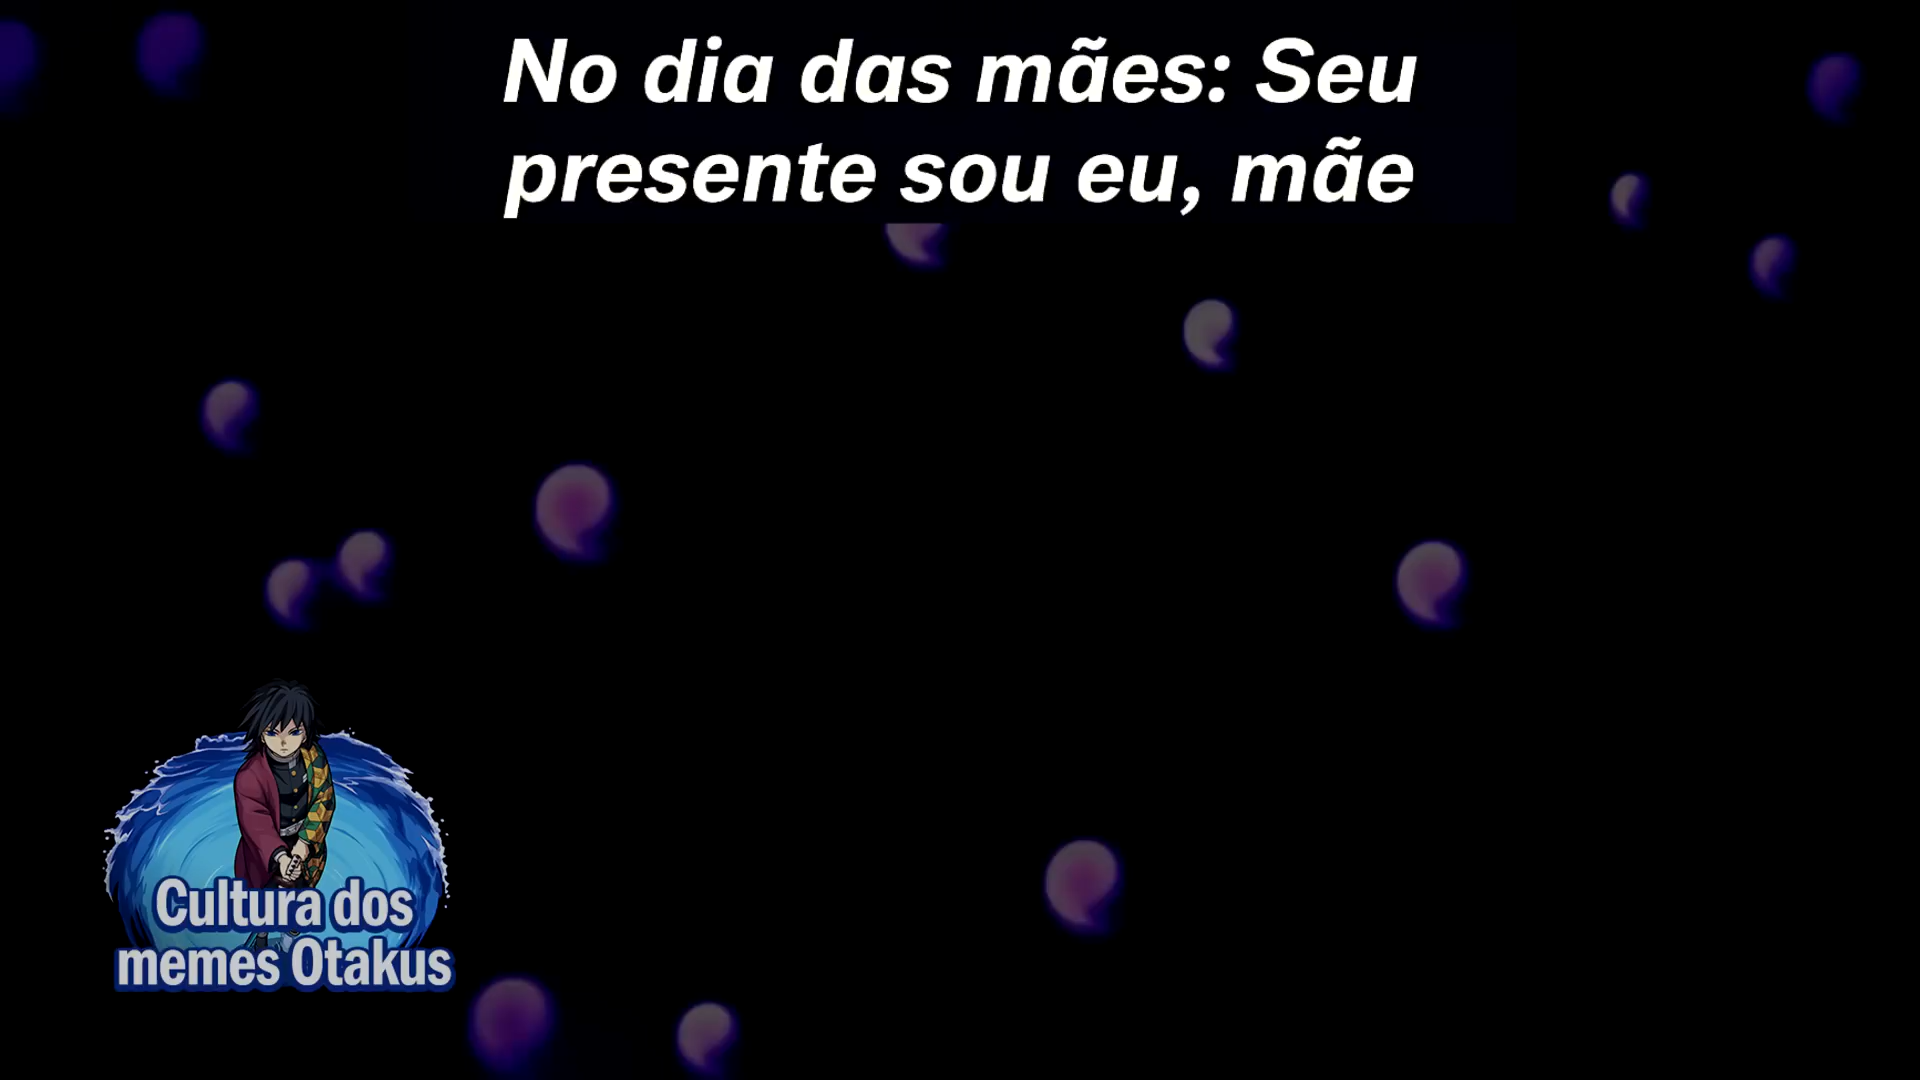 No dia das mães: Seu
presente sou eu, mãe
Cultura dos
memes Otakus